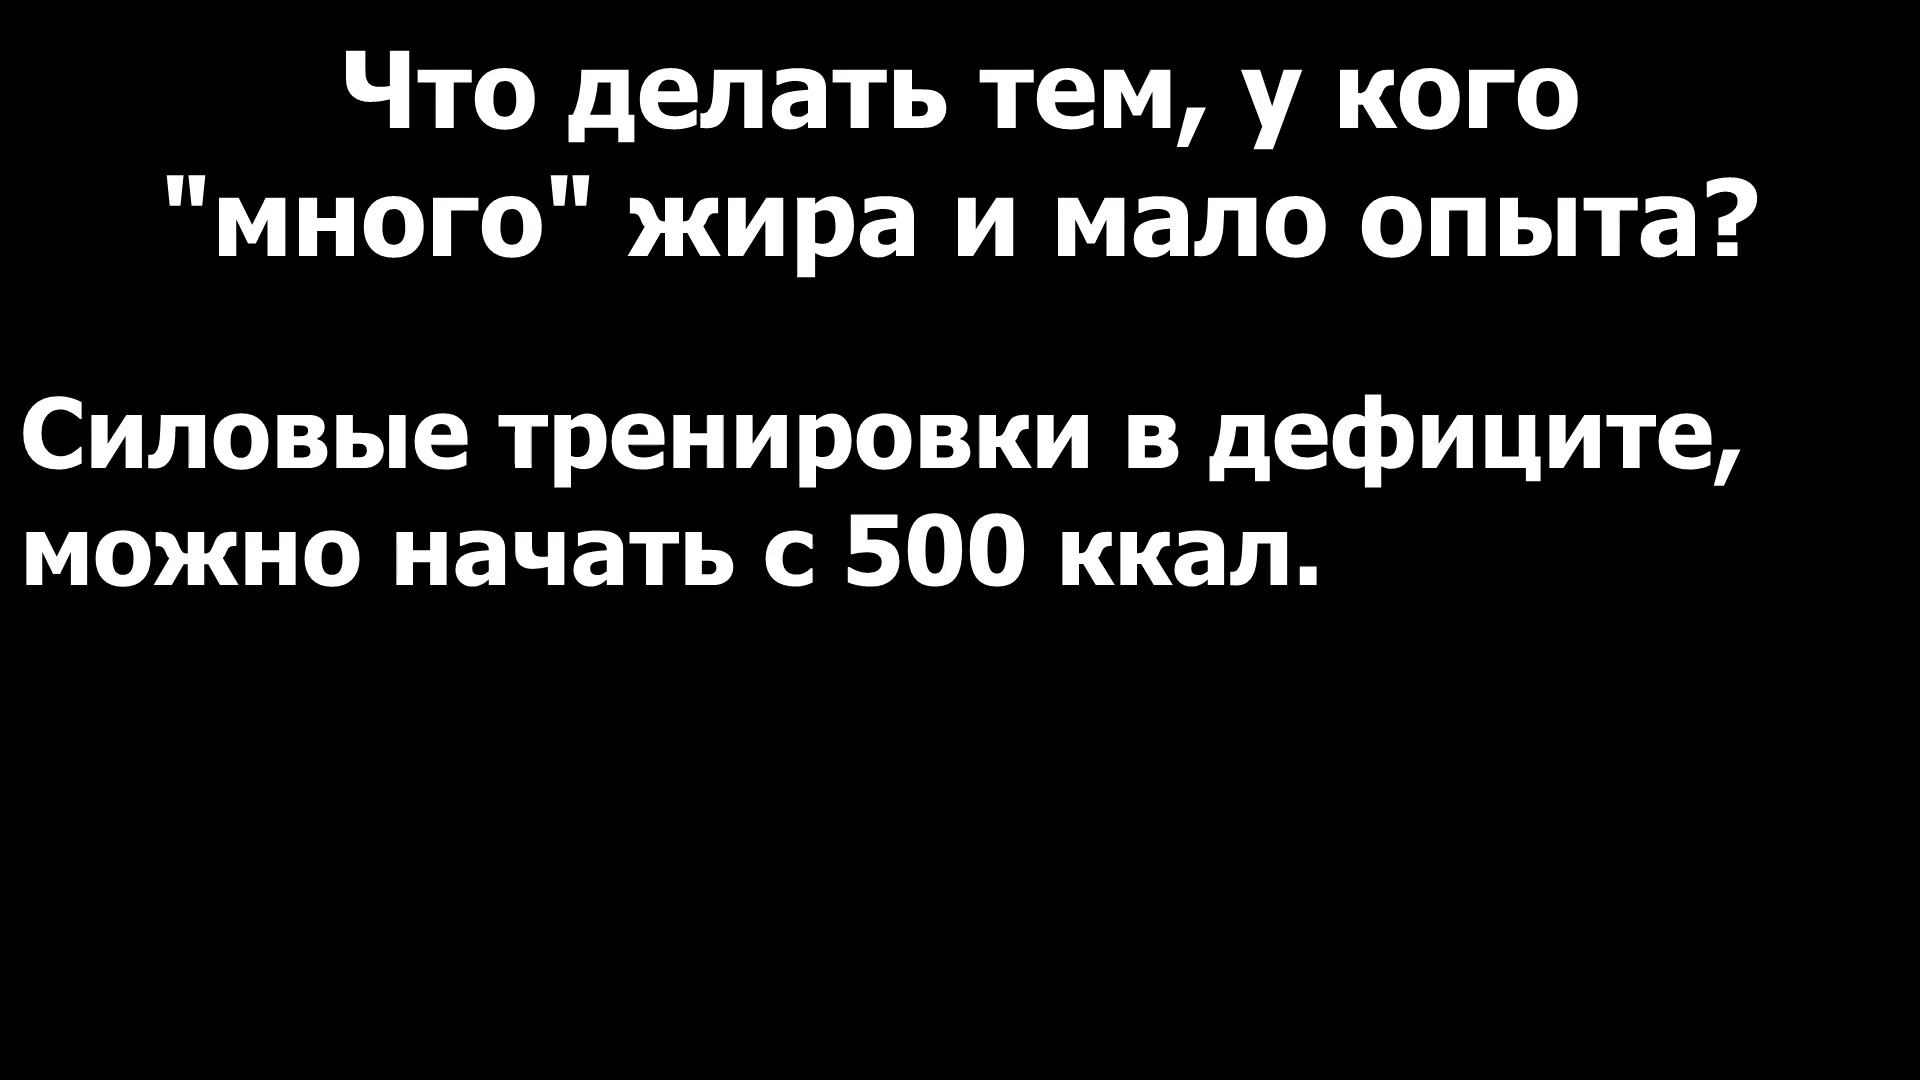 Что делать тем, у кого
"много" жира и мало опыта?
Силовые тренировки в дефиците,
можно начать с 500 ккал.